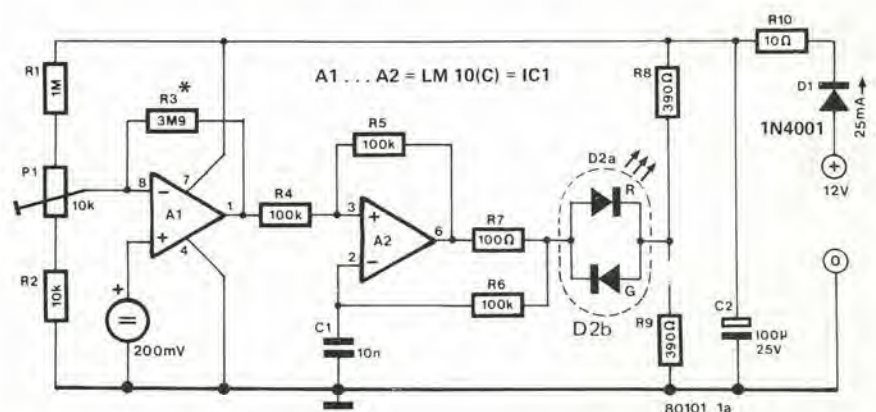 R10
10Ω
R1
1M
R3 *
3M9
A1 . . . A2 = LM 10(C) = IC1
R8
390Ω
D1
1N4001
25mA
R5
100k
D2a
P1
10k
8
–
7
A1
1
+
4
R4
100k
3
+
A2
6
2
–
R7
100Ω
R
G
+
12V
R6
100k
D2b
R2
10k
+
=
200mV
C1
10n
R9
390Ω
C2
100µ
25V
0
80101 1a